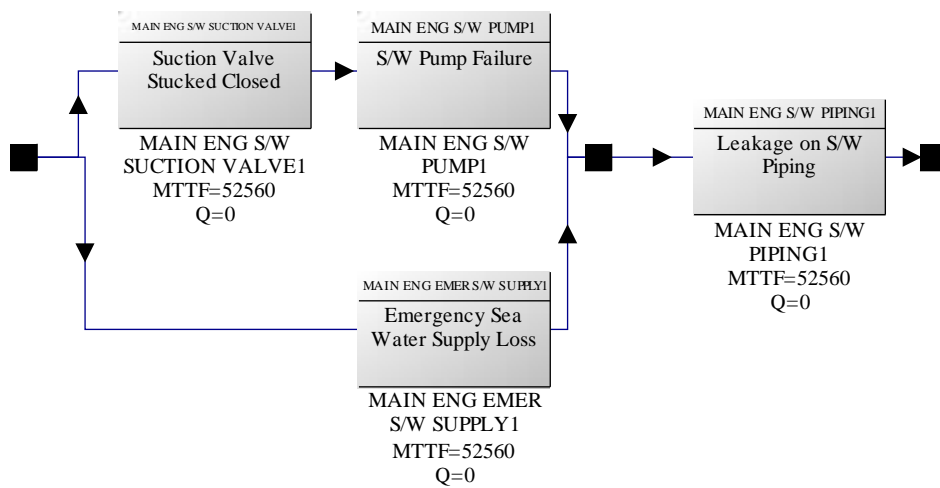 MAIN ENG S/W SUCTION VALVE1
Suction Valve
Stucked Closed
MAIN ENG S/W
SUCTION VALVE1
MTTF=52560
Q=0
MAIN ENG S/W PUMP1
S/W Pump Failure
MAIN ENG S/W
PUMP1
MTTF=52560
Q=0
MAIN ENG EMER S/W SUPPLY1
Emergency Sea
Water Supply Loss
MAIN ENG EMER
S/W SUPPLY1
MTTF=52560
Q=0
MAIN ENG S/W PIPING1
Leakage on S/W
Piping
MAIN ENG S/W
PIPING1
MTTF=52560
Q=0